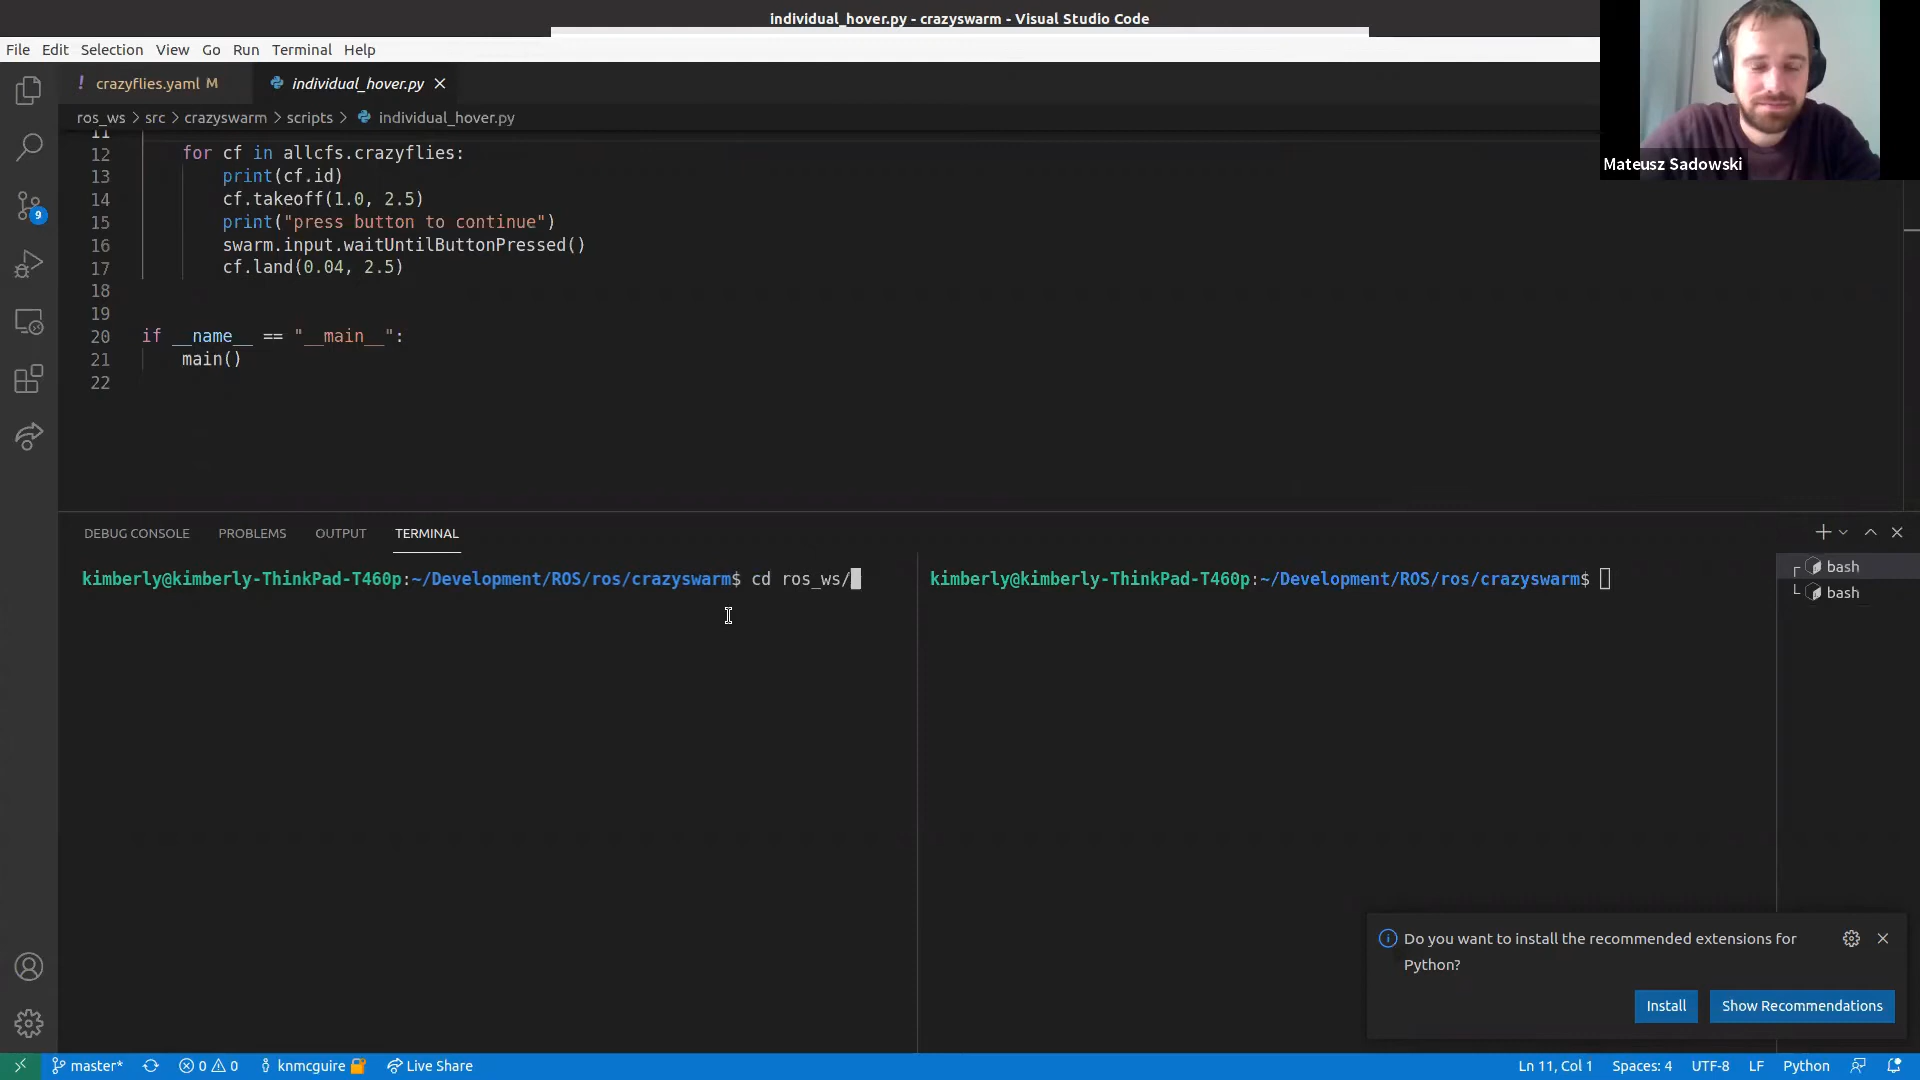 individual_hover.py - crazyswarm - Visual Studio Code
File Edit Selection View Go Run Terminal Help
! crazyflies.yaml M individual_hover.py
ros_ws > src > crazyswarm > scripts > individual_hover.py
Mateusz Sadowski
11
12 for cf in allcfs.crazyflies:
13 print(cf.id)
14 cf.takeoff(1.0, 2.5)
15 print("press button to continue")
16 swarm.input.waitUntilButtonPressed()
17 cf.land(0.04, 2.5)
18
19
20 if __name__ == "__main__":
21 main()
22
9
DEBUG CONSOLE PROBLEMS OUTPUT TERMINAL
kimberly@kimberly-ThinkPad-T460p:~/Development/ROS/ros/crazyswarm$ cd ros_ws/
kimberly@kimberly-ThinkPad-T460p:~/Development/ROS/ros/crazyswarm$
bash
bash
Do you want to install the recommended extensions for
Python?
Install Show Recommendations
master* 0 0 knmcguire Live Share Ln 11, Col 1 Spaces: 4 UTF-8 LF Python